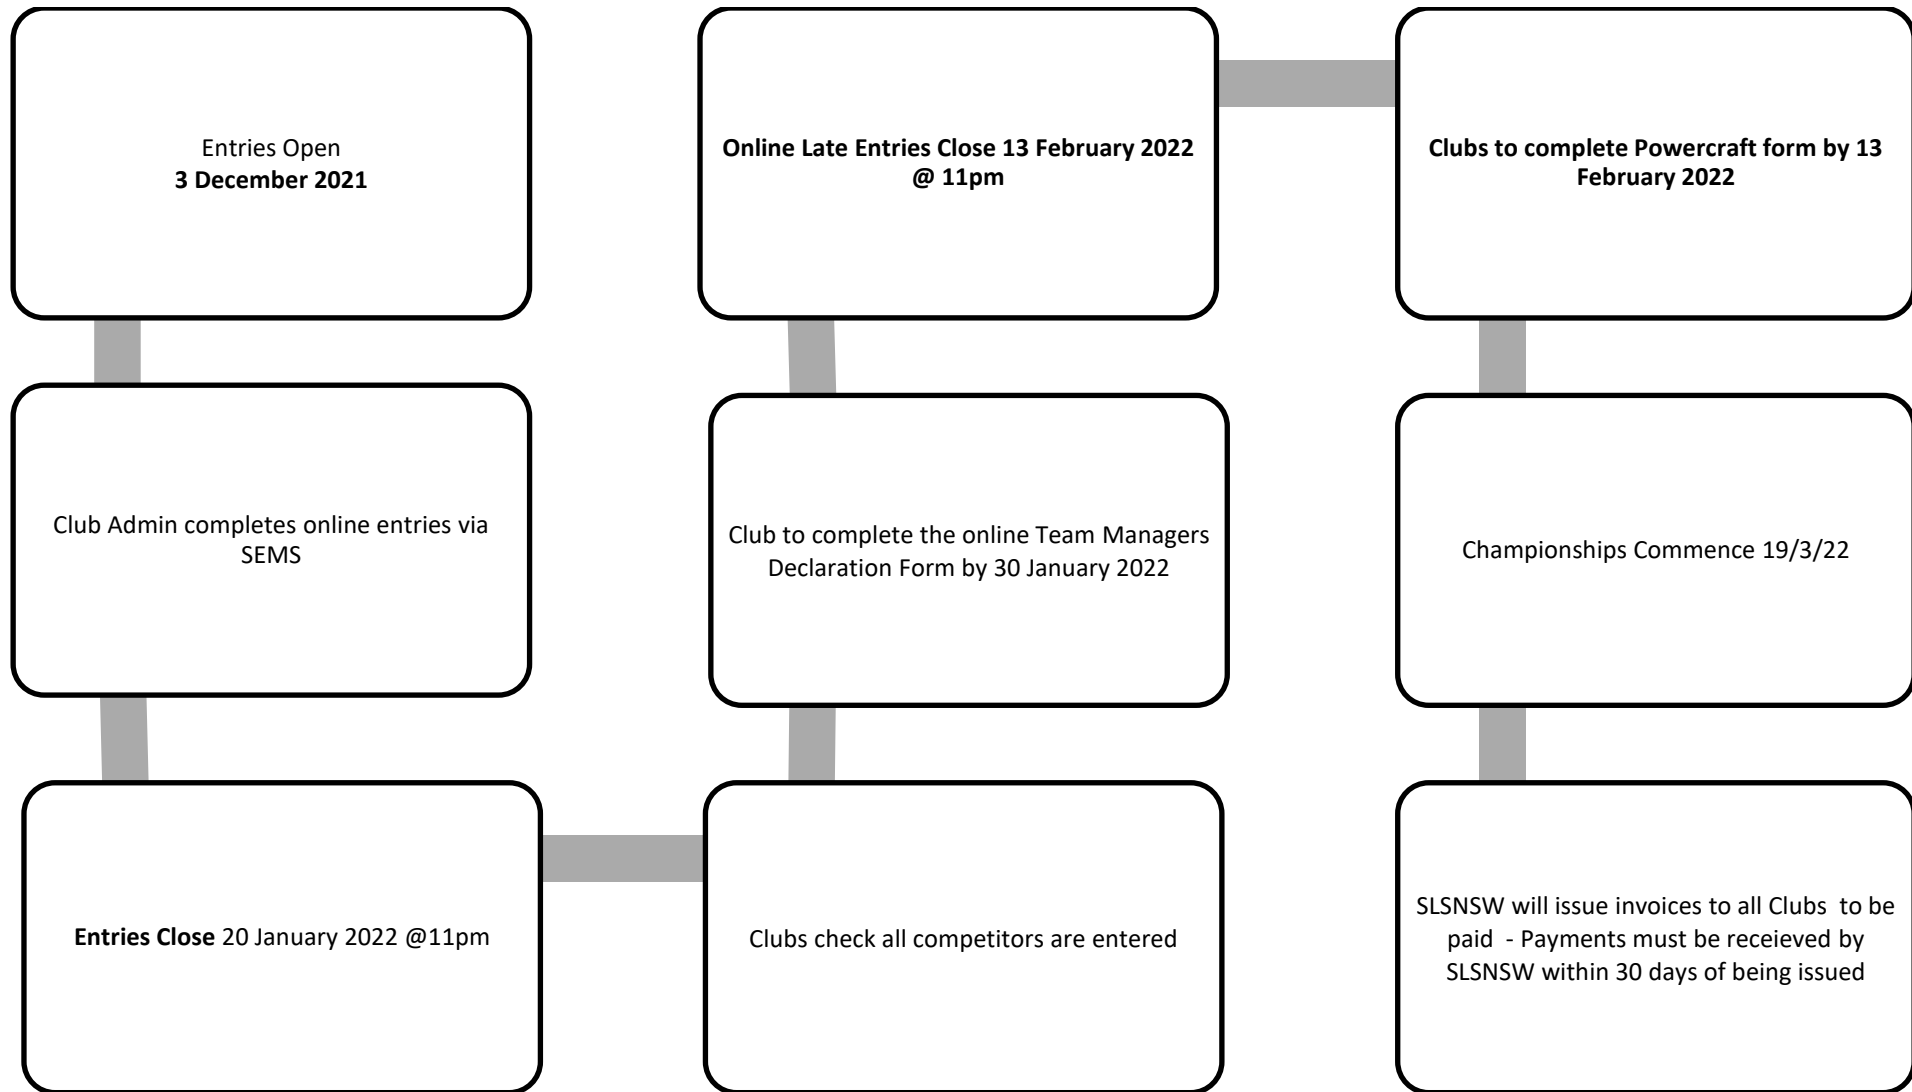 Entries Open
3 December 2021
Club Admin completes online entries via
SEMS
Entries Close 20 January 2022 @11pm
Clubs check all competitors are entered
Club to complete the online Team Managers
Declaration Form by 30 January 2022
Online Late Entries Close 13 February 2022
@ 11pm
Clubs to complete Powercraft form by 13
February 2022
Championships Commence 19/3/22
SLSNSW will issue invoices to all Clubs  to be
paid  - Payments must be receieved by
SLSNSW within 30 days of being issued